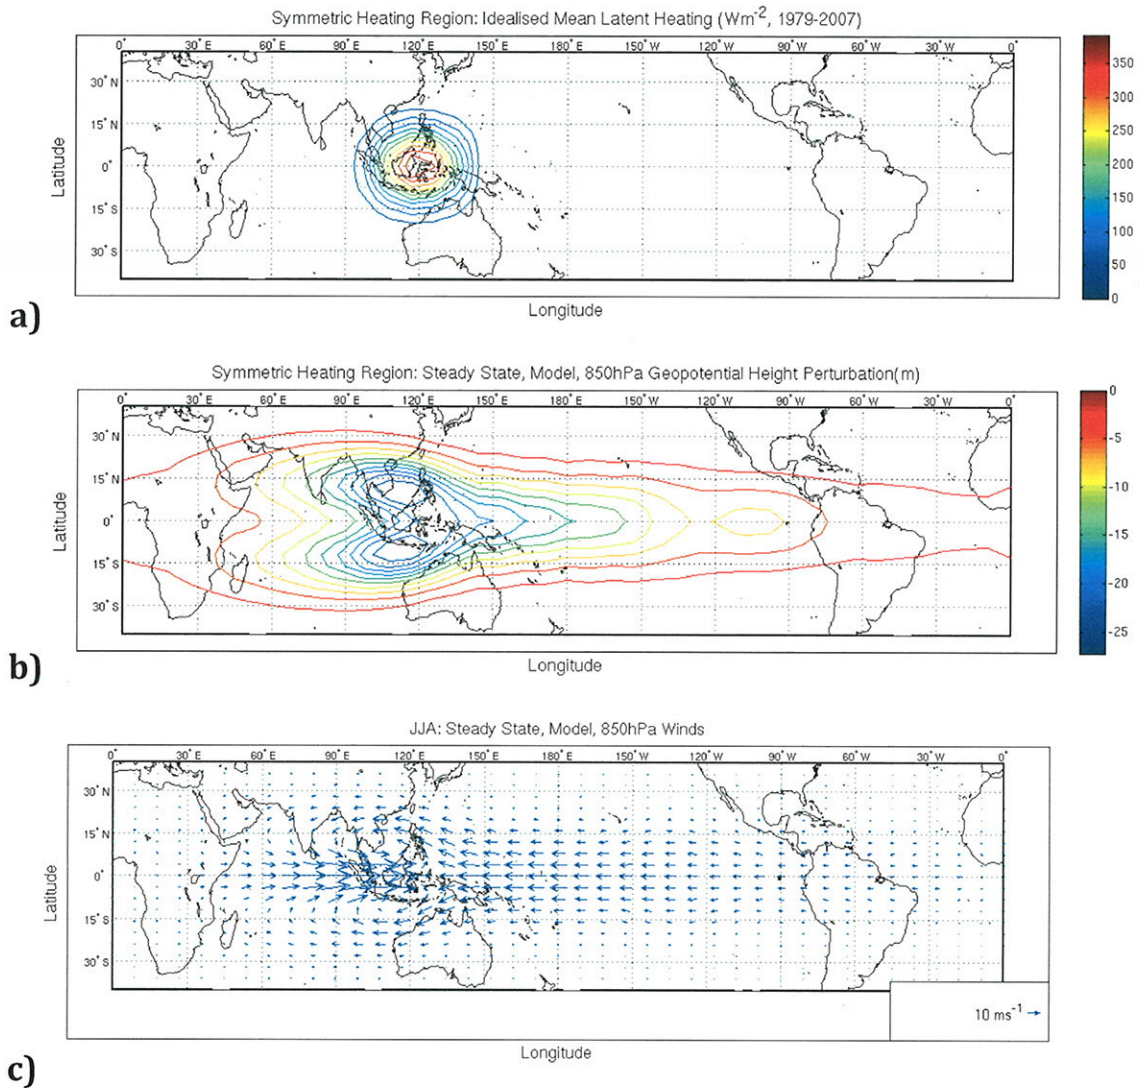 Symmetric Heating Region: Idealised Mean Latent Heating (Wm-2, 1979-2007)
0° 30°E 60°E 90°E 120°E 150°E 180°E 150°W 120°W 90°W 60°W 30°W 0°
30°N
15°N
0°
15°S
30°S
Latitude
Longitude
350
300
250
200
150
100
50
0
a)
Symmetric Heating Region: Steady State, Model, 850hPa Geopotential Height Perturbation(m)
0° 30°E 60°E 90°E 120°E 150°E 180°E 150°W 120°W 90°W 60°W 30°W 0°
30°N
15°N
0°
15°S
30°S
Latitude
Longitude
0
-5
-10
-15
-20
-25
b)
JJA: Steady State, Model, 850hPa Winds
0° 30°E 60°E 90°E 120°E 150°E 180°E 150°W 120°W 90°W 60°W 30°W 0°
30°N
15°N
0°
15°S
30°S
Latitude
10 ms-1
Longitude
c)